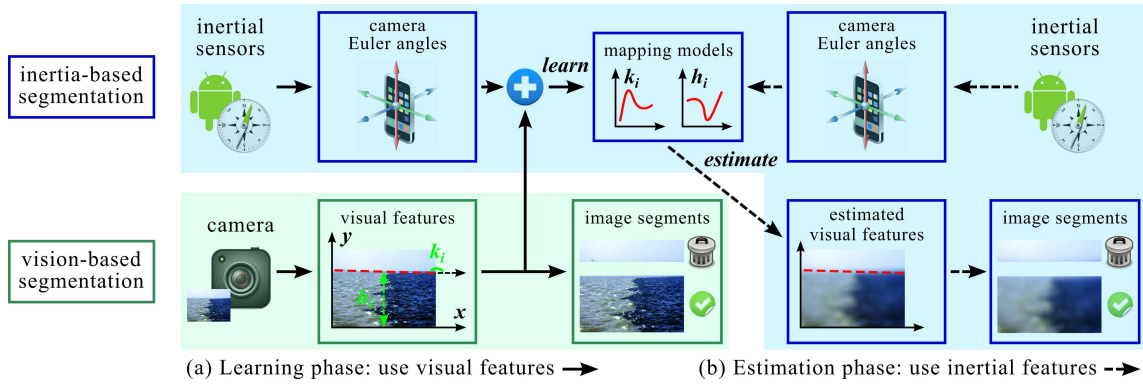 inertia-based
segmentation
inertial
sensors
camera
Euler angles
learn
mapping models
k_i
h_i
camera
Euler angles
inertial
sensors
estimate
vision-based
segmentation
camera
visual features
y
k_i
h_i
x
image segments
estimated
visual features
image segments
(a) Learning phase: use visual features
(b) Estimation phase: use inertial features